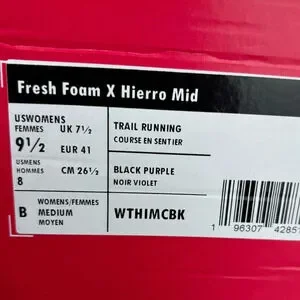 Fresh Foam X Hierro Mid
USWOMENS
FEMMES
9½
UK 7½
EUR 41
USMENS
HOMMES
8
CM 26½
TRAIL RUNNING
COURSE EN SENTIER
BLACK PURPLE
NOIR VIOLET
B
WOMENS/FEMMES
MEDIUM
MOYEN
WTHIMCBK
1 96307 4285